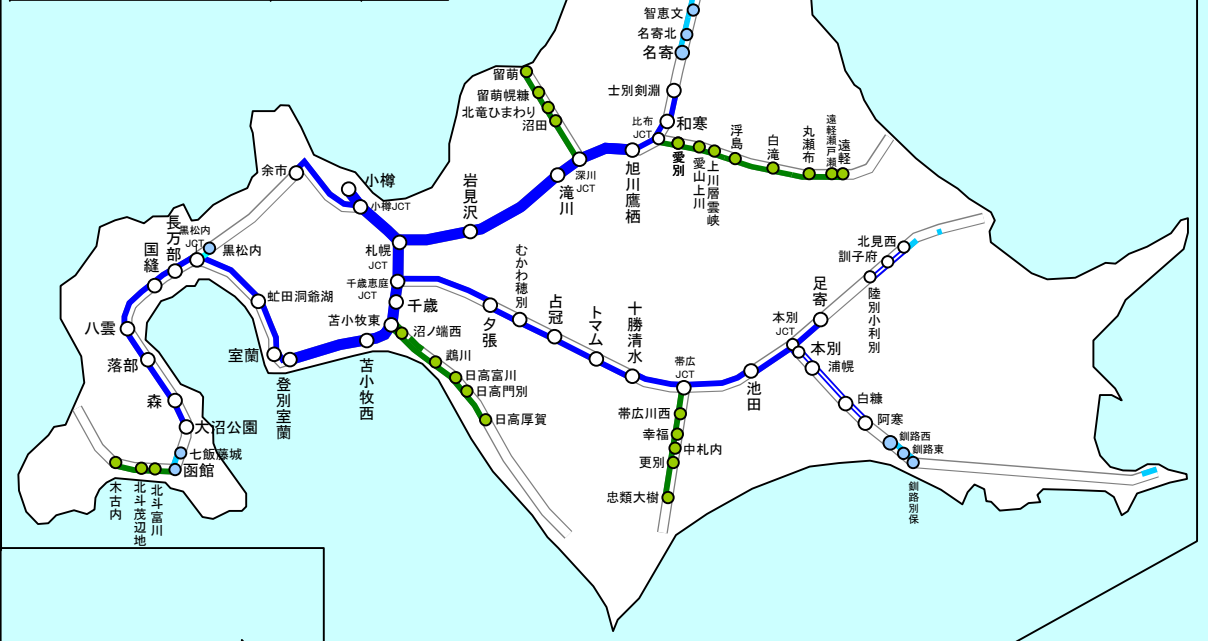 智恵文
名寄北
名寄
士別剣淵
和寒
比布
JCT
留萌
留萌幌糠
北竜ひまわり
沼田
深川
JCT
滝川
旭川鷹栖
愛別
愛山上川
上川層雲峡
浮島
白滝
丸瀬布
遠軽瀬戸瀬
遠軽
余市
小樽
小樽JCT
岩見沢
札幌
JCT
千歳恵庭
JCT
千歳
苫小牧東
沼ノ端西
鵡川
日高富川
日高門別
日高厚賀
苫小牧西
登別室蘭
室蘭
虻田洞爺湖
黒松内
黒松内
JCT
長万部
国縫
八雲
落部
森
大沼公園
七飯藤城
函館
北斗富川
北斗茂辺地
木古内
夕張
むかわ穂別
占冠
トマム
十勝清水
帯広
JCT
帯広川西
幸福
中札内
更別
忠類大樹
池田
本別
JCT
本別
足寄
陸別小利別
訓子府
北見西
浦幌
白糠
阿寒
釧路西
釧路東
釧路別保